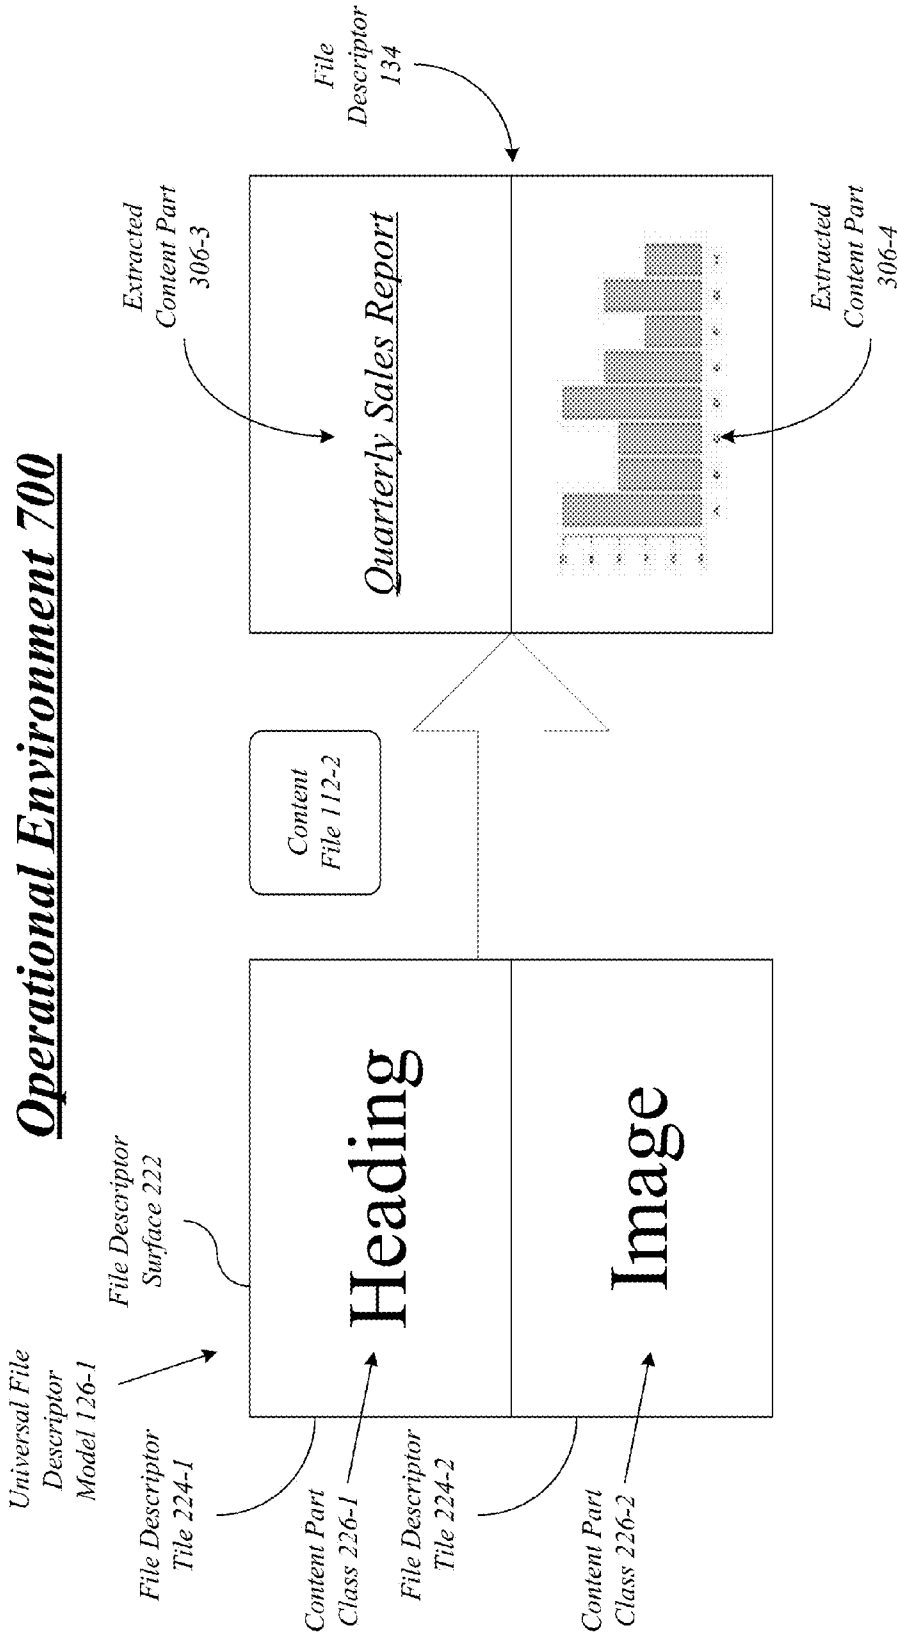 Operational Environment 700
Universal File
Descriptor
Model 126-1
File Descriptor
Surface 222
File Descriptor
Tile 224-1
Content Part
Class 226-1
Heading
File Descriptor
Tile 224-2
Content Part
Class 226-2
Image
Content
File 112-2
Extracted
Content Part
306-3
Quarterly Sales Report
File
Descriptor
134
Extracted
Content Part
306-4